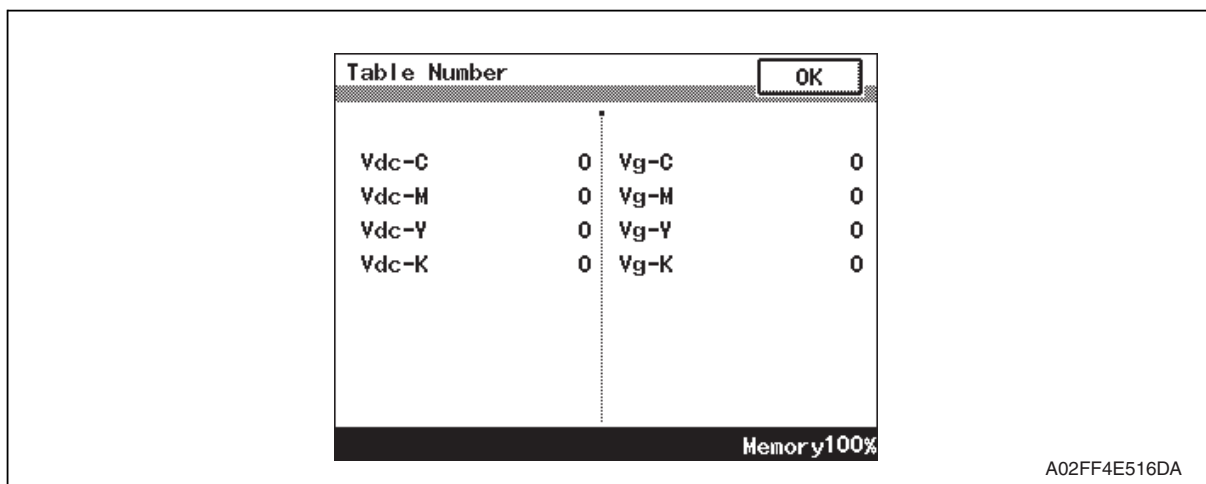 Table Number OK
Vdc-C 0 Vg-C 0
Vdc-M 0 Vg-M 0
Vdc-Y 0 Vg-Y 0
Vdc-K 0 Vg-K 0
Memory100%
A02FF4E516DA